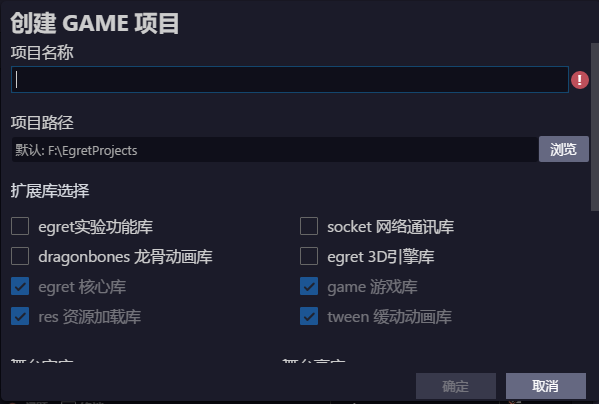 创建 GAME 项目
项目名称
项目路径
默认: F:\EgretProjects
浏览
扩展库选择
egret实验功能库
socket 网络通讯库
dragonbones 龙骨动画库
egret 3D引擎库
egret 核心库
game 游戏库
res 资源加载库
tween 缓动动画库
确定
取消